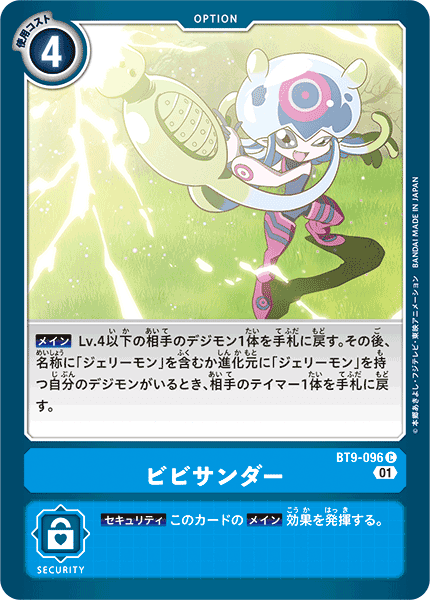 OPTION
使用コスト
4
メイン Lv.4以下の相手のデジモン1体を手札に戻す。その後、
名称に「ジェリーモン」を含むか進化元に「ジェリーモン」を持
つ自分のデジモンがいるとき、相手のテイマー1体を手札に戻
す。
©本郷あきよし・フジテレビ・東映アニメーション BANDAI MADE IN JAPAN
BT9-096 C
01
ビビサンダー
セキュリティ このカードの メイン 効果を発揮する。
SECURITY